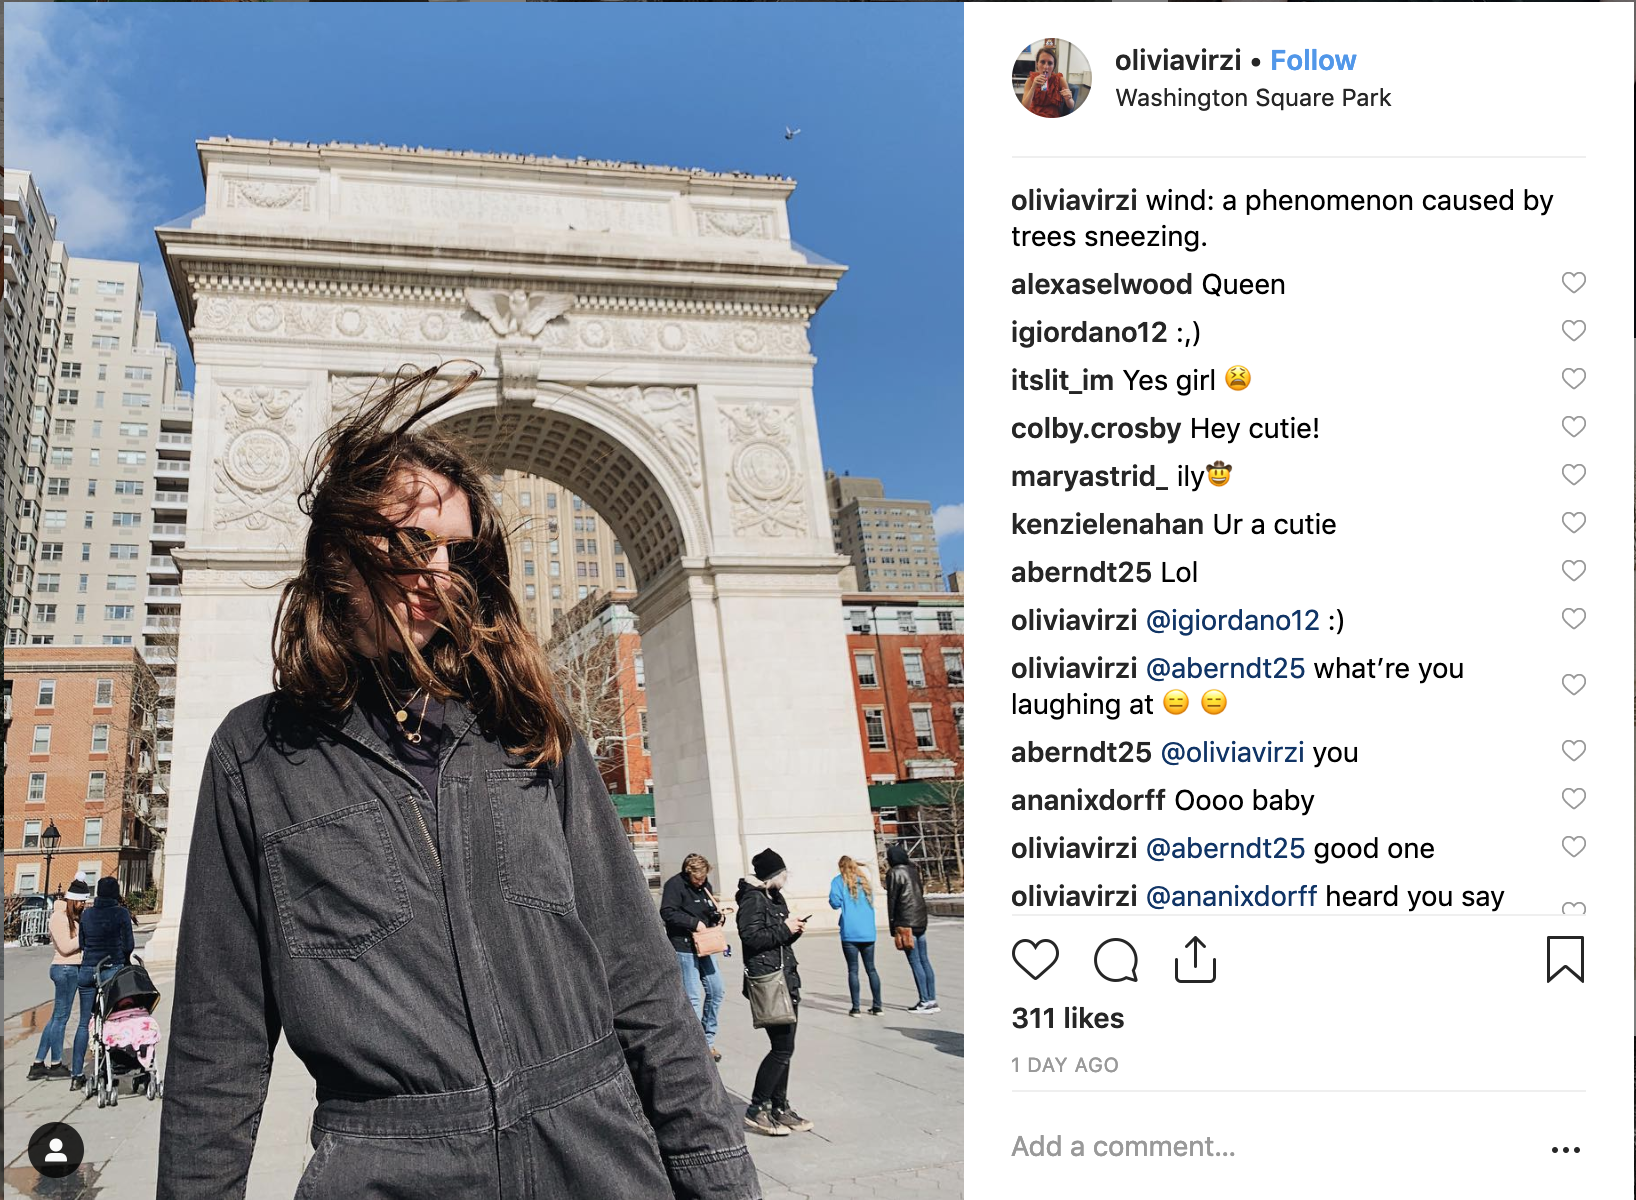 oliviavirzi • Follow
Washington Square Park
oliviavirzi wind: a phenomenon caused by
trees sneezing.
alexaselwood Queen
igiordano12 :,)
itslit_im Yes girl 😫
colby.crosby Hey cutie!
maryastrid_ ily🤠
kenzielenahan Ur a cutie
aberndt25 Lol
oliviavirzi @igiordano12 :)
oliviavirzi @aberndt25 what’re you
laughing at 😑 😑
aberndt25 @oliviavirzi you
ananixdorff Oooo baby
oliviavirzi @aberndt25 good one
oliviavirzi @ananixdorff heard you say
311 likes
1 DAY AGO
Add a comment...